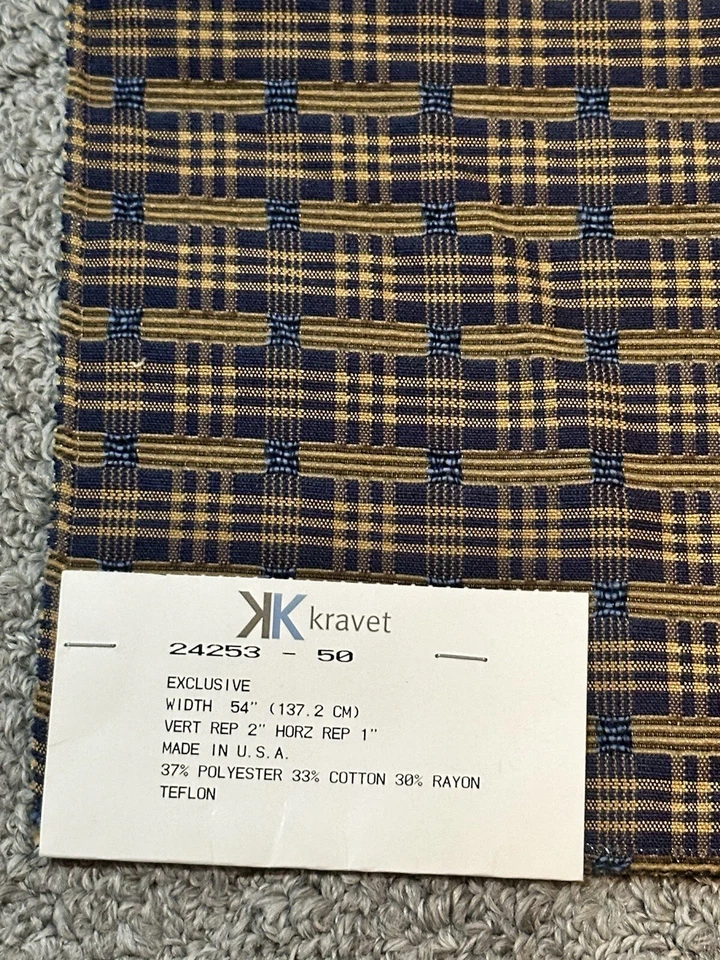 KK kravet
24253 - 50
EXCLUSIVE
WIDTH 54" (137.2 CM)
VERT REP 2" HORZ REP 1"
MADE IN U.S.A.
37% POLYESTER 33% COTTON 30% RAYON
TEFLON